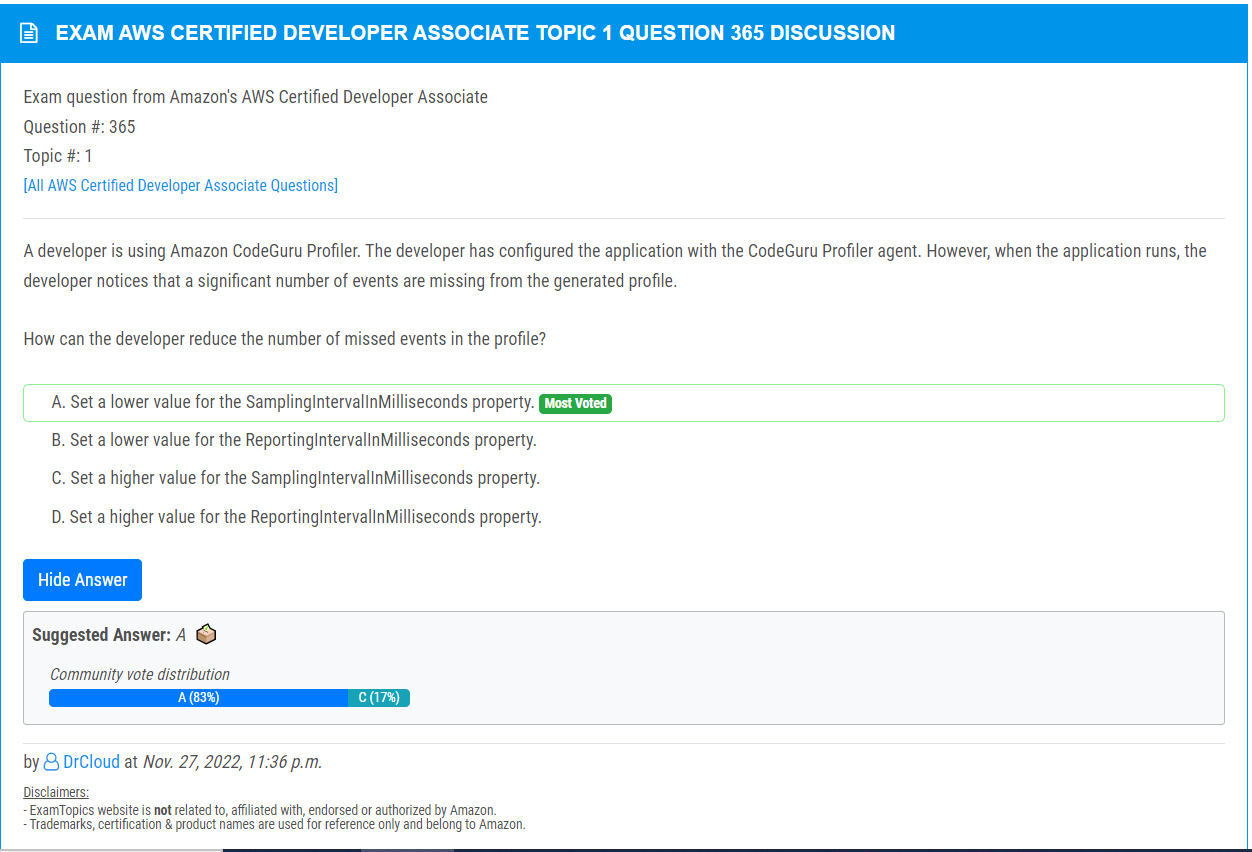 EXAM AWS CERTIFIED DEVELOPER ASSOCIATE TOPIC 1 QUESTION 365 DISCUSSION
Exam question from Amazon's AWS Certified Developer Associate
Question #: 365
Topic #: 1
[All AWS Certified Developer Associate Questions]
A developer is using Amazon CodeGuru Profiler. The developer has configured the application with the CodeGuru Profiler agent. However, when the application runs, the
developer notices that a significant number of events are missing from the generated profile.
How can the developer reduce the number of missed events in the profile?
A. Set a lower value for the SamplingIntervalInMilliseconds property. Most Voted
B. Set a lower value for the ReportingIntervalInMilliseconds property.
C. Set a higher value for the SamplingIntervalInMilliseconds property.
D. Set a higher value for the ReportingIntervalInMilliseconds property.
Hide Answer
Suggested Answer: A
Community vote distribution
A (83%) C (17%)
by DrCloud at Nov. 27, 2022, 11:36 p.m.
Disclaimers:
- ExamTopics website is not related to, affiliated with, endorsed or authorized by Amazon.
- Trademarks, certification & product names are used for reference only and belong to Amazon.